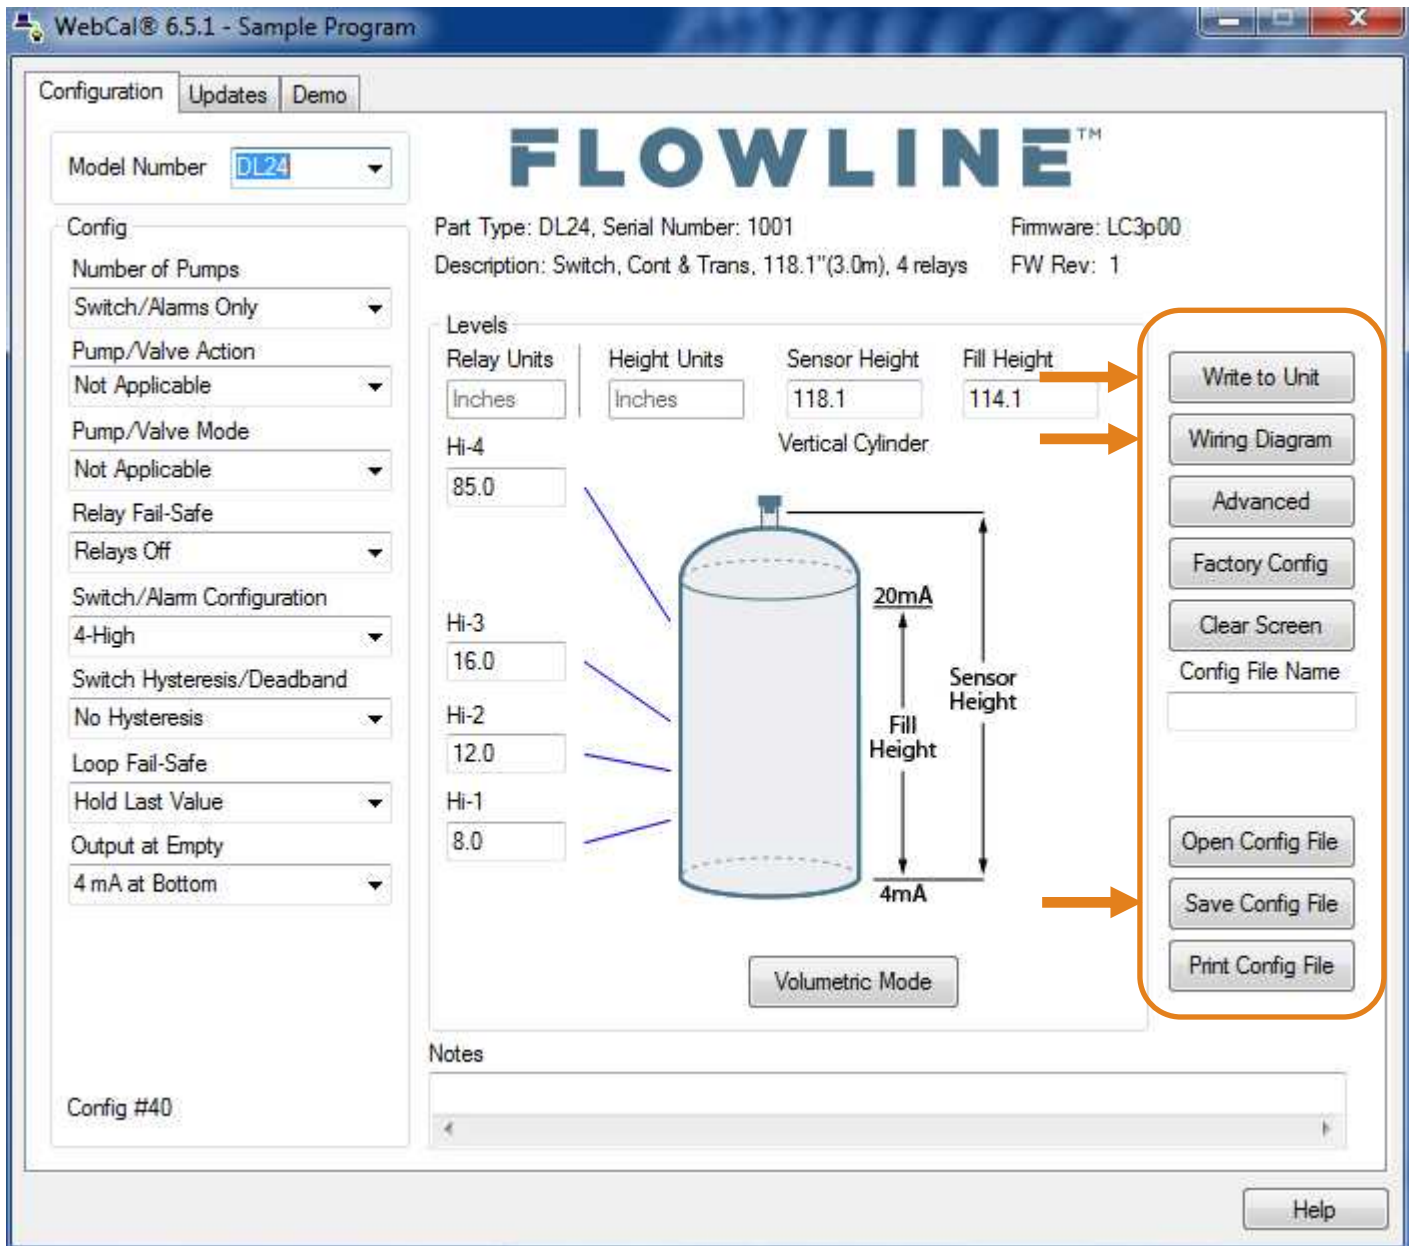 WebCal® 6.5.1 - Sample Program
Configuration Updates Demo
Model Number DL24
FLOWLINE™
Part Type: DL24, Serial Number: 1001 Firmware: LC3p00
Description: Switch, Cont & Trans, 118.1"(3.0m), 4 relays FW Rev: 1
Config
Number of Pumps
Switch/Alarms Only
Pump/Valve Action
Not Applicable
Pump/Valve Mode
Not Applicable
Relay Fail-Safe
Relays Off
Switch/Alarm Configuration
4-High
Switch Hysteresis/Deadband
No Hysteresis
Loop Fail-Safe
Hold Last Value
Output at Empty
4 mA at Bottom
Config #40
Levels
Relay Units Height Units Sensor Height Fill Height
Inches Inches 118.1 114.1
Vertical Cylinder
Hi-4
85.0
Hi-3
16.0
Hi-2
12.0
Hi-1
8.0
20mA
Sensor
Height
Fill
Height
4mA
Volumetric Mode
Write to Unit
Wiring Diagram
Advanced
Factory Config
Clear Screen
Config File Name
Open Config File
Save Config File
Print Config File
Notes
Help